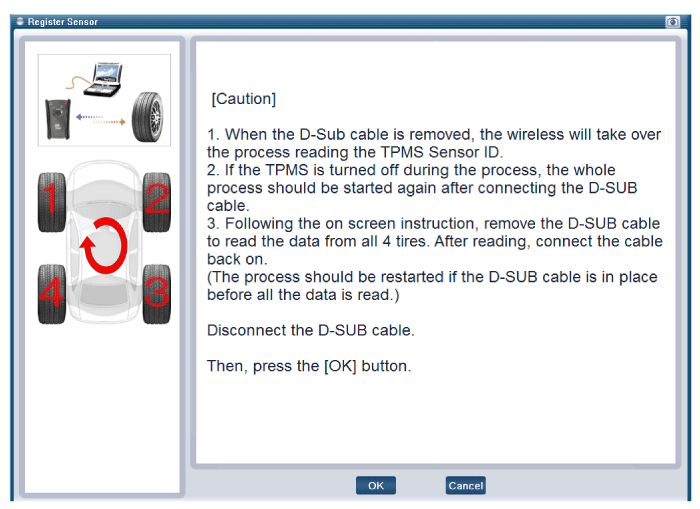 Register Sensor
[Caution]
1. When the D-Sub cable is removed, the wireless will take over
the process reading the TPMS Sensor ID.
2. If the TPMS is turned off during the process, the whole
process should be started again after connecting the D-SUB
cable.
3. Following the on screen instruction, remove the D-SUB cable
to read the data from all 4 tires. After reading, connect the cable
back on.
(The process should be restarted if the D-SUB cable is in place
before all the data is read.)
Disconnect the D-SUB cable.
Then, press the [OK] button.
1 2
4 3
OK Cancel